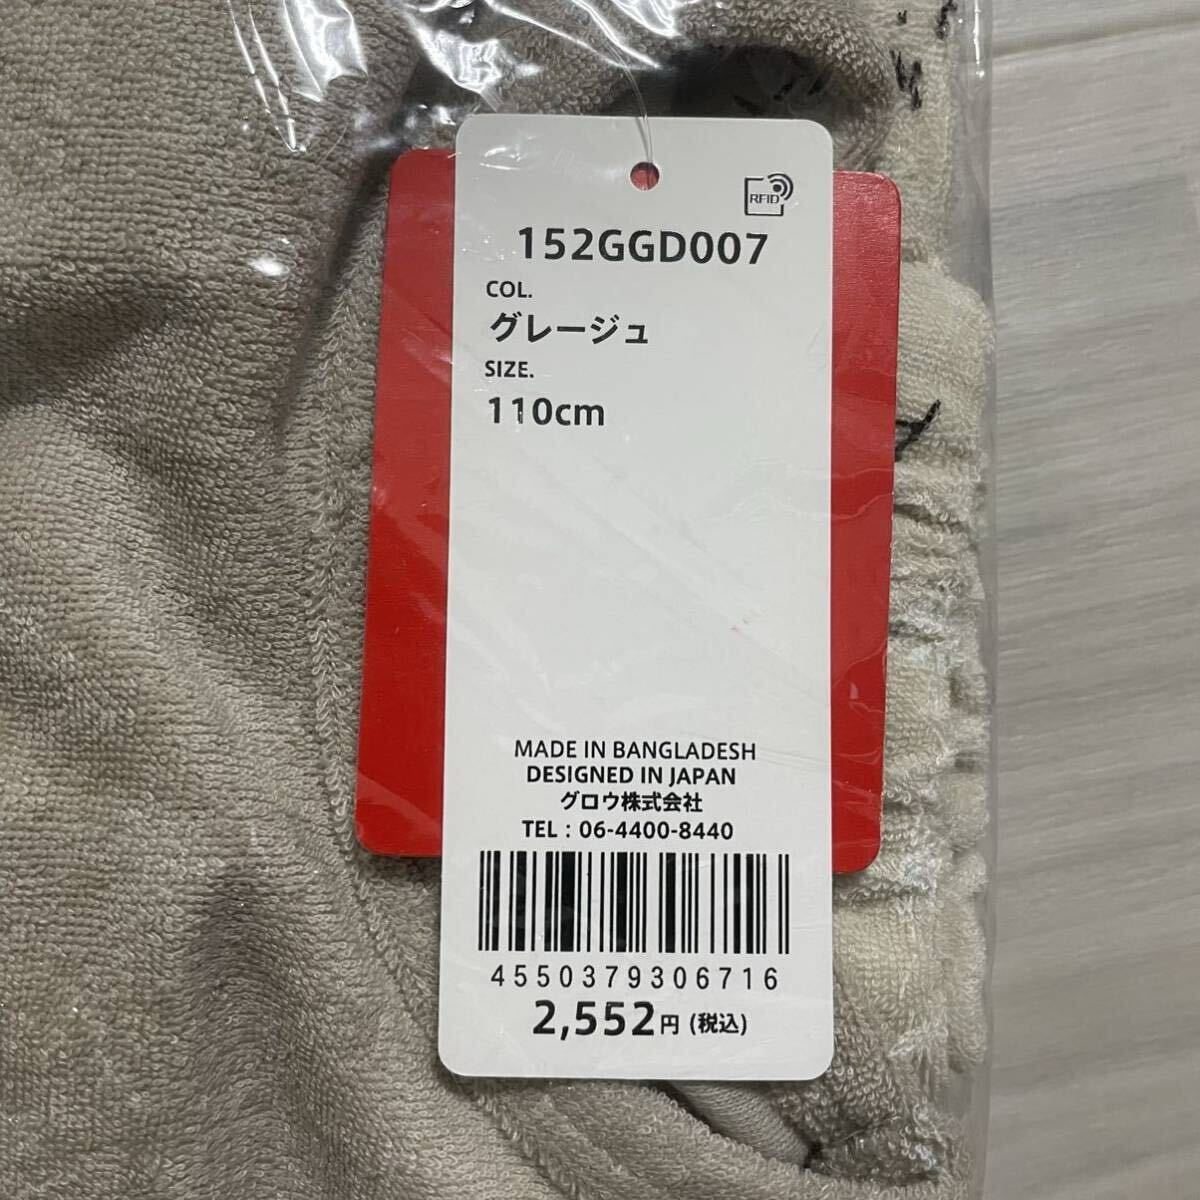 RFID
152GGD007
COL.
グレージュ
SIZE.
110cm
MADE IN BANGLADESH
DESIGNED IN JAPAN
グロウ株式会社
TEL : 06-4400-8440
4550379306716
2,552円 (税込)